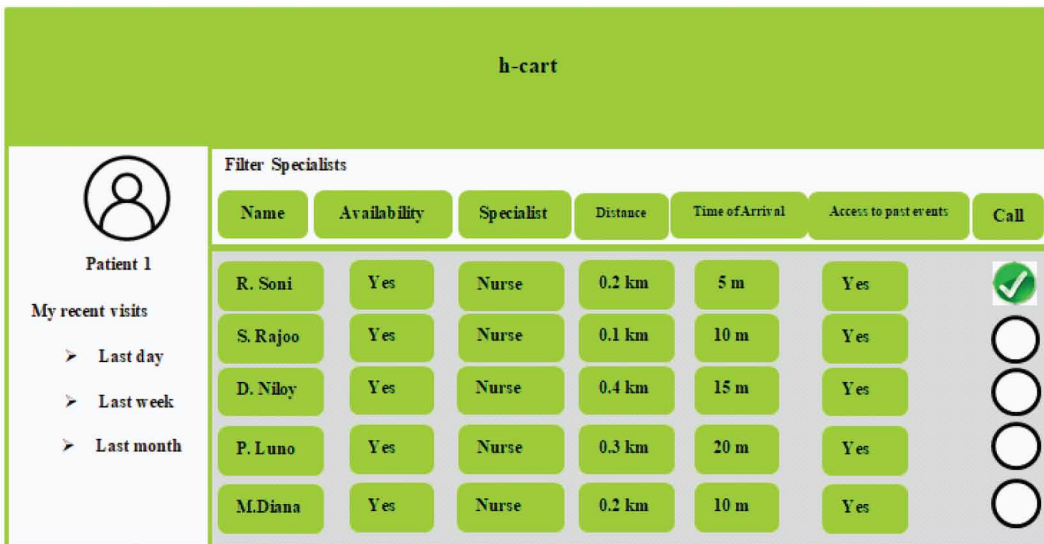 h-cart
Filter Specialists
Name Availability Specialist Distance Time of Arrival Access to past events Call
Patient 1
R. Soni Yes Nurse 0.2 km 5 m Yes
My recent visits
S. Rajoo Yes Nurse 0.1 km 10 m Yes
Last day
D. Niloy Yes Nurse 0.4 km 15 m Yes
Last week
Last month
P. Luno Yes Nurse 0.3 km 20 m Yes
M.Diana Yes Nurse 0.2 km 10 m Yes